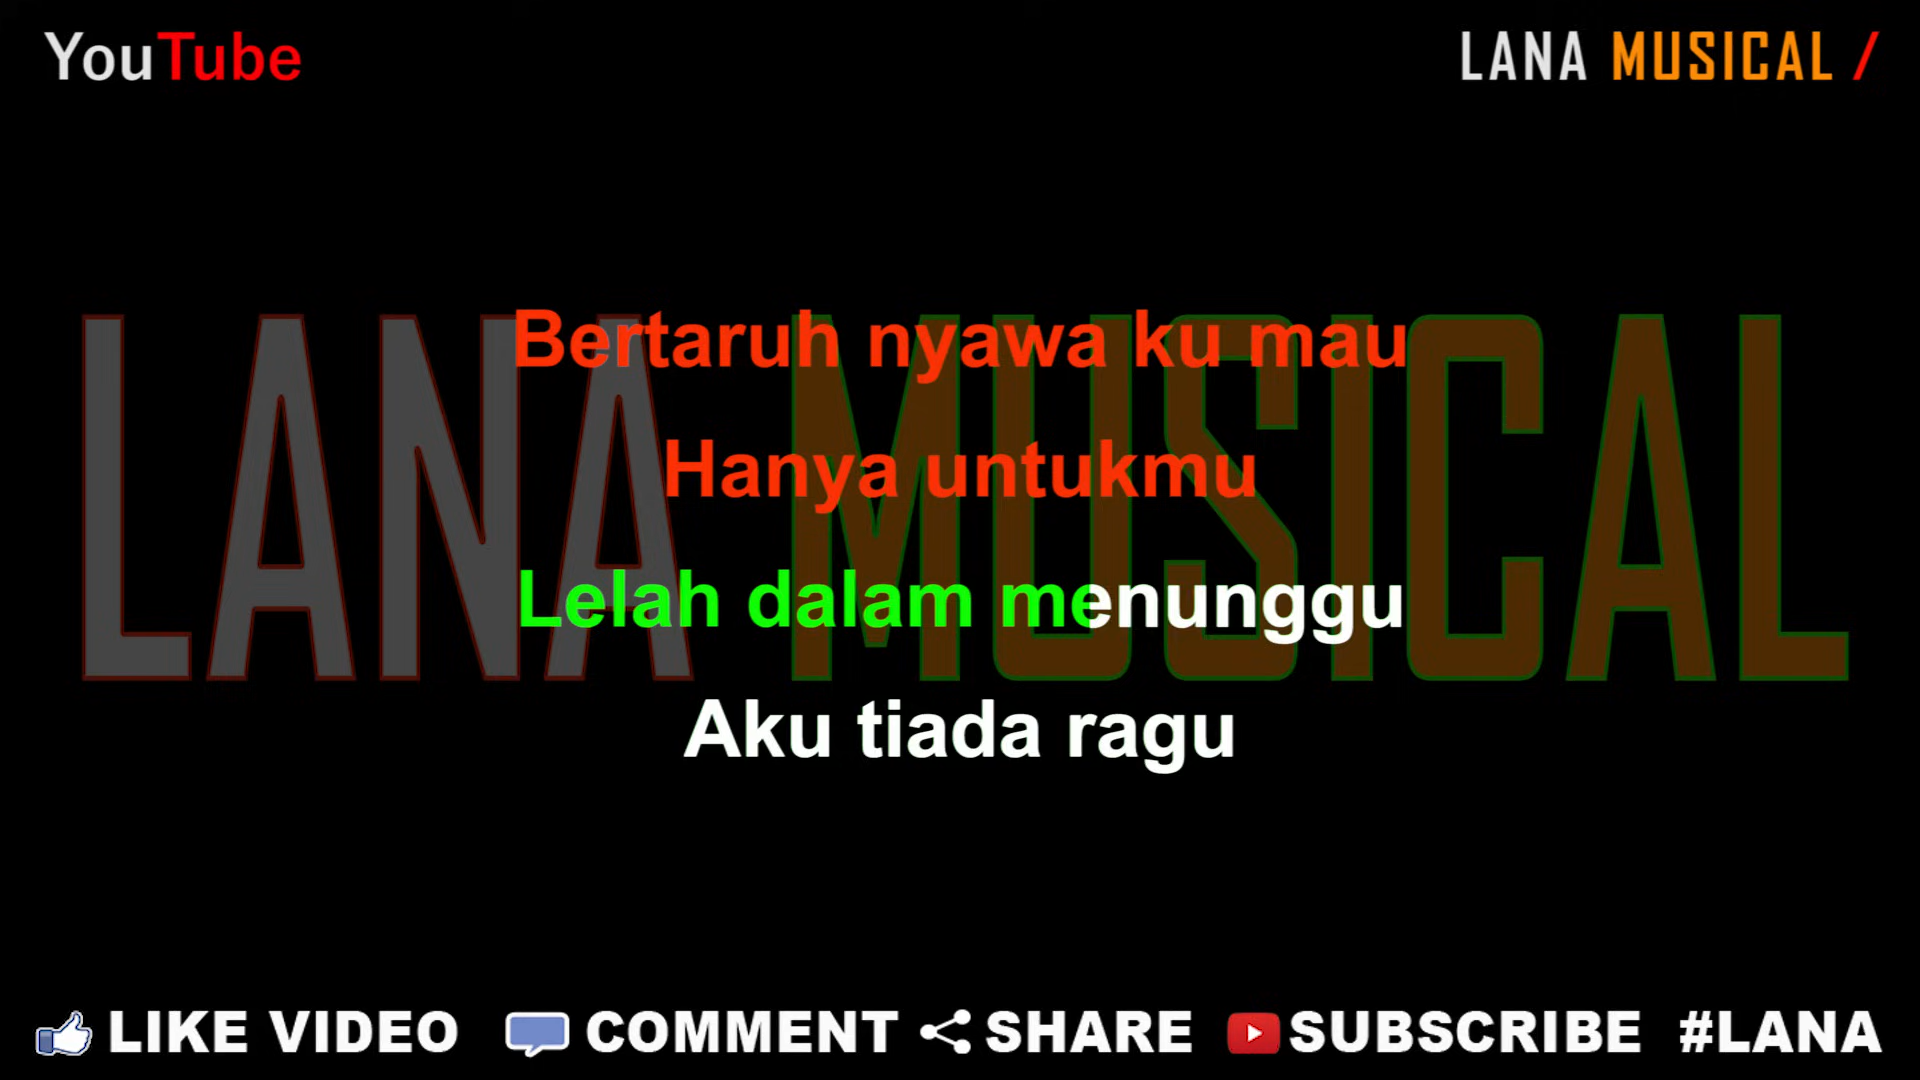 YouTube
LANA MUSICAL /
LANA MUSICAL
Bertaruh nyawa ku mau
Hanya untukmu
Lelah dalam menunggu
Aku tiada ragu
LIKE VIDEO COMMENT SHARE SUBSCRIBE #LANA